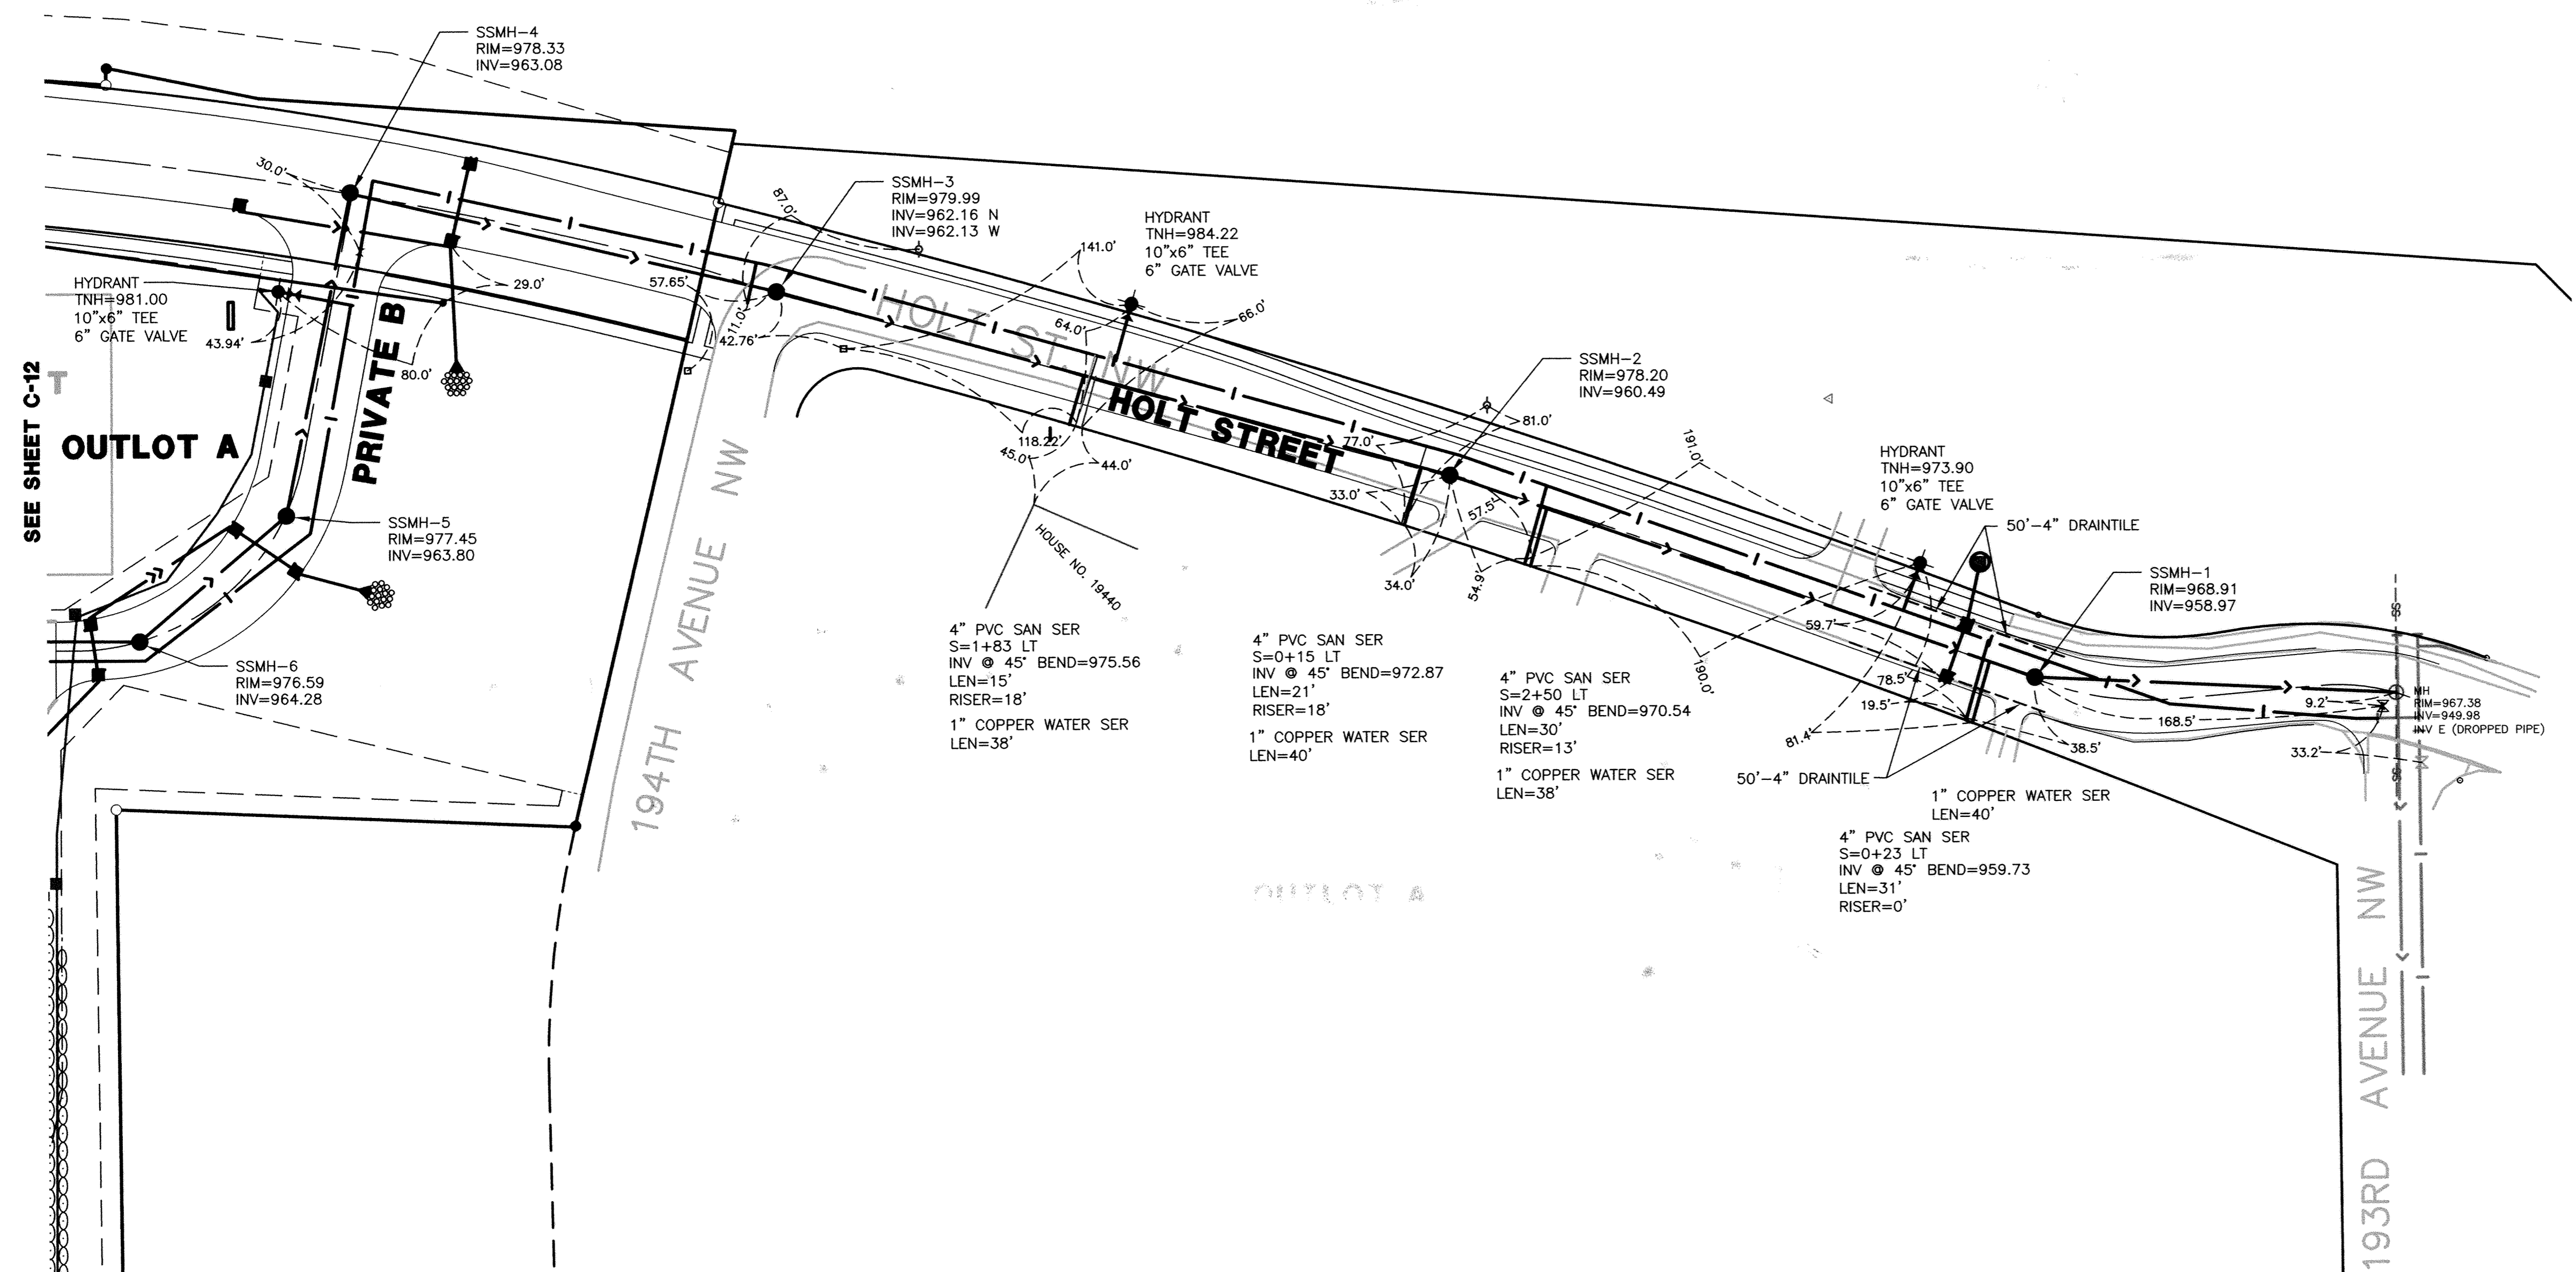 SSMH-4
RIM=978.33
INV=963.08
30.0'
SSMH-3
RIM=979.99
INV=962.16 N
INV=962.13 W
87.0'
HYDRANT
TNH=984.22
10"x6" TEE
6" GATE VALVE
141.0'
HYDRANT
TNH=981.00
10"x6" TEE
6" GATE VALVE
43.94'
29.0'
80.0'
57.65'
11.0'
42.76'
64.0'
66.0'
HOLT ST. NW
HOLT STREET
SSMH-2
RIM=978.20
INV=960.49
77.0'
81.0'
191.0'
SEE SHEET C-12
T
OUTLOT A
PRIVATE B
118.22'
45.0'
44.0'
33.0'
57.5'
34.0'
54.9'
HYDRANT
TNH=973.90
10"x6" TEE
6" GATE VALVE
50'-4" DRAINTILE
SSMH-5
RIM=977.45
INV=963.80
194TH AVENUE NW
HOUSE NO. 19440
SSMH-1
RIM=968.91
INV=958.97
59.7'
SSMH-6
RIM=976.59
INV=964.28
4" PVC SAN SER
S=1+83 LT
INV @ 45° BEND=975.56
LEN=15'
RISER=18'
1" COPPER WATER SER
LEN=38'
4" PVC SAN SER
S=0+15 LT
INV @ 45° BEND=972.87
LEN=21'
RISER=18'
1" COPPER WATER SER
LEN=40'
4" PVC SAN SER
S=2+50 LT
INV @ 45° BEND=970.54
LEN=30'
RISER=13'
1" COPPER WATER SER
LEN=38'
190.0'
78.5'
19.5'
81.4'
38.5'
168.5'
9.2'
33.2'
SS
SS
MH
RIM=967.38
INV=949.98
INV E (DROPPED PIPE)
50'-4" DRAINTILE
1" COPPER WATER SER
LEN=40'
4" PVC SAN SER
S=0+23 LT
INV @ 45° BEND=959.73
LEN=31'
RISER=0'
OUTLOT A
193RD AVENUE NW